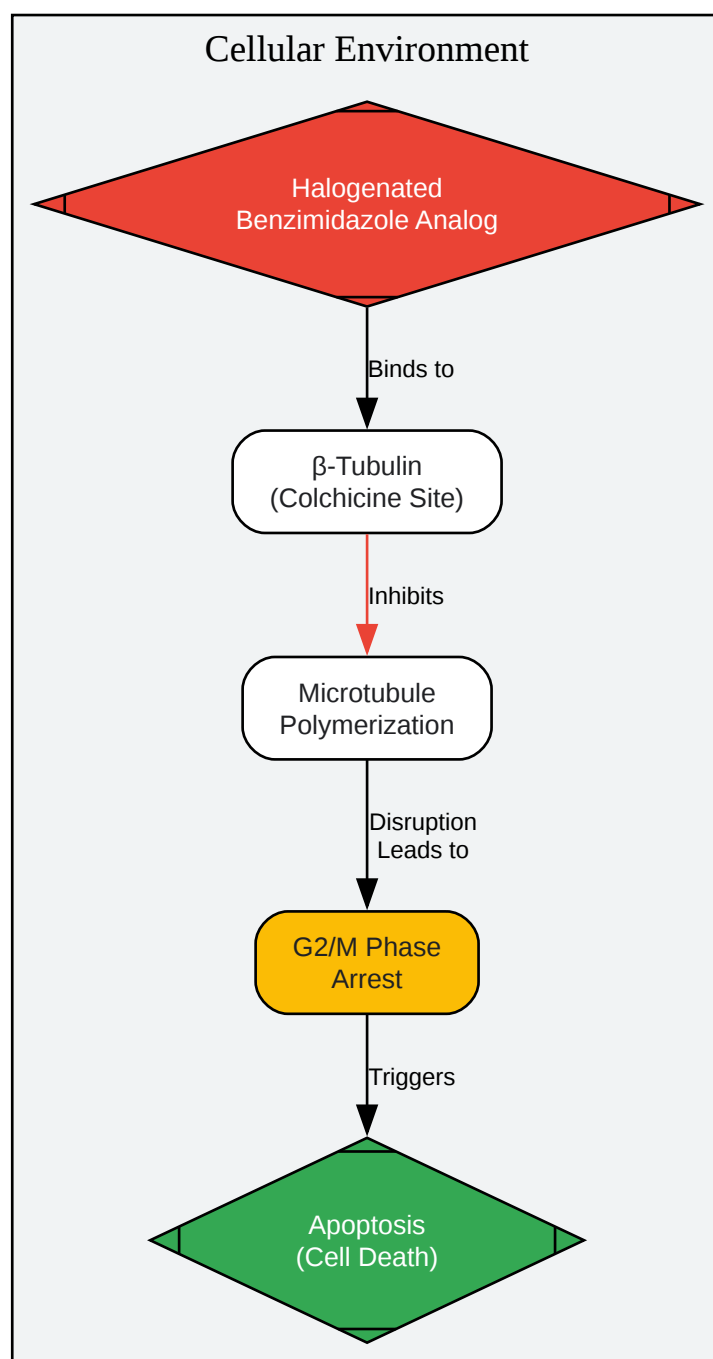 Cellular Environment
Halogenated
Benzimidazole Analog
Binds to
β-Tubulin
(Colchicine Site)
Inhibits
Microtubule
Polymerization
Disruption
Leads to
G2/M Phase
Arrest
Triggers
Apoptosis
(Cell Death)